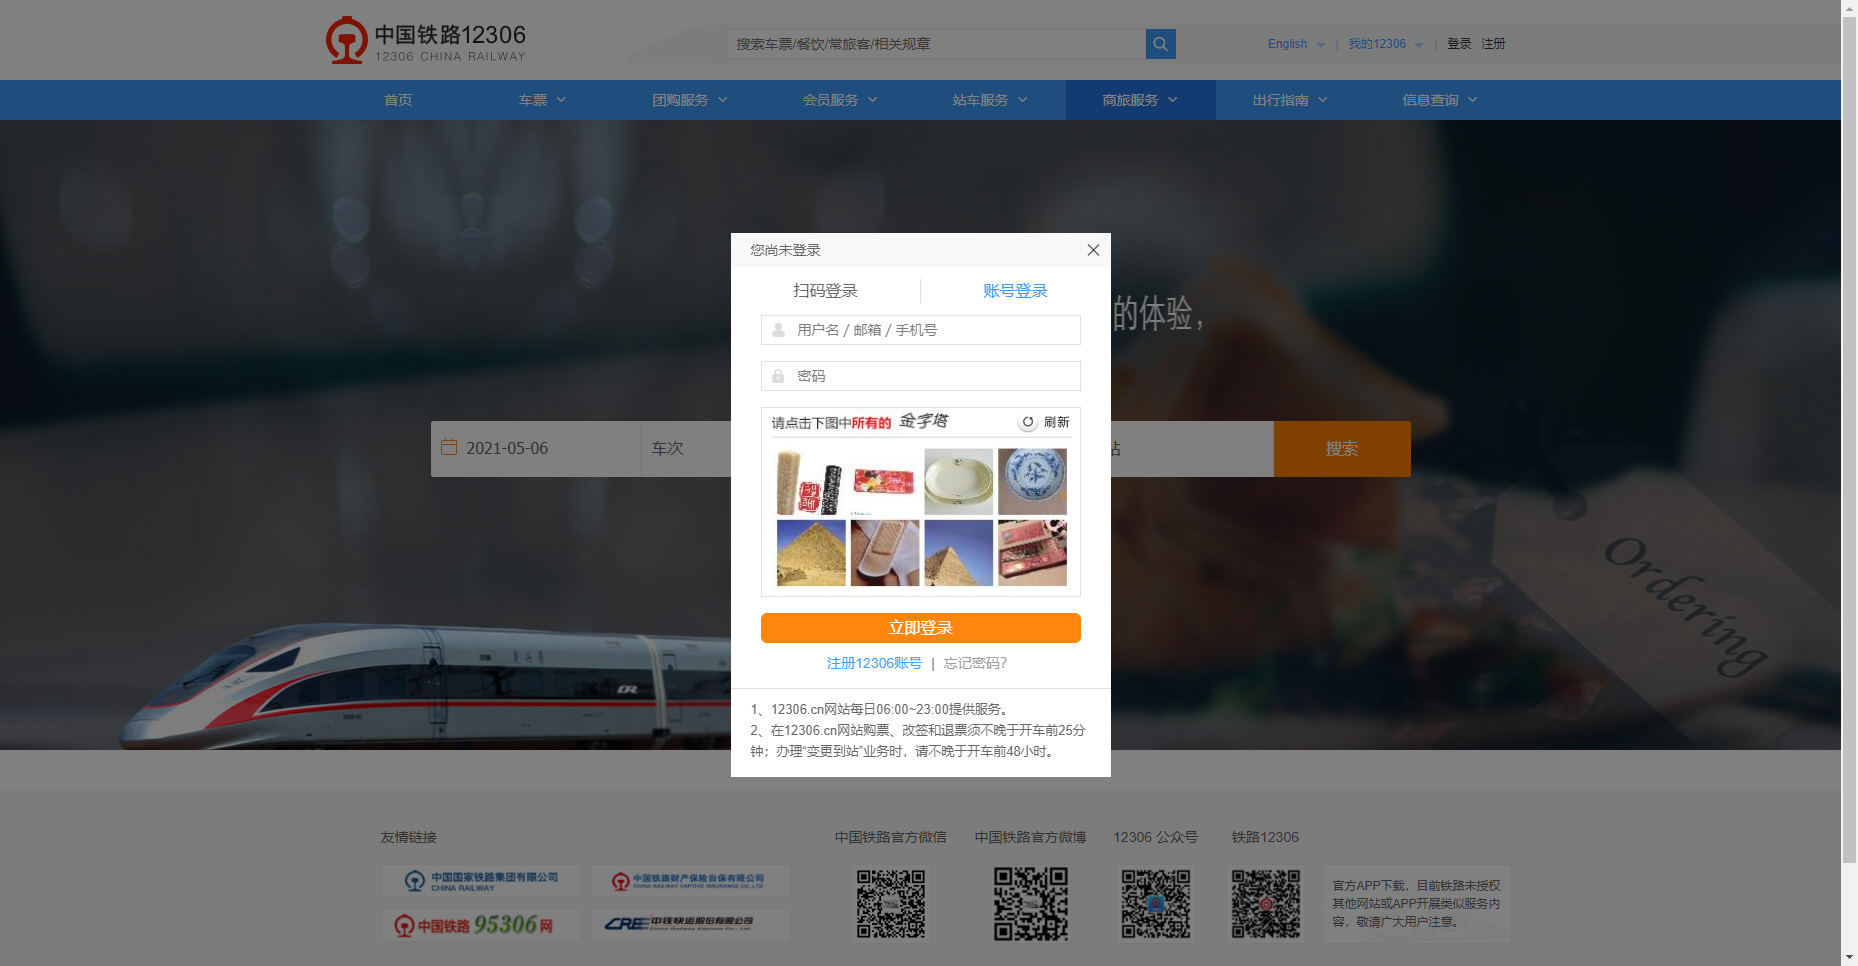 中国铁路12306
12306 CHINA RAILWAY
搜索车票/餐饮/常旅客/相关规章
English | 我的12306 | 登录 注册
首页 车票 团购服务 会员服务 站车服务 商旅服务 出行指南 信息查询
您尚未登录
扫码登录 账号登录
的体验，
用户名 / 邮箱 / 手机号
密码
请点击下图中所有的 金字塔 刷新
2021-05-06 车次 站 搜索
Ordering
立即登录
注册12306账号 | 忘记密码?
1、12306.cn网站每日06:00~23:00提供服务。
2、在12306.cn网站购票、改签和退票须不晚于开车前25分
钟；办理“变更到站”业务时，请不晚于开车前48小时。
友情链接 中国铁路官方微信 中国铁路官方微博 12306 公众号 铁路12306
中国国家铁路集团有限公司
CHINA RAILWAY
中国铁路财产保险自保有限公司
CHINA RAILWAY CAPTIVE INSURANCE CO.,LTD.
中国铁路 95306 网
CRE 中铁快运股份有限公司
China Railway Express Co., Ltd.
官方APP下载，目前铁路未授权
其他网站或APP开展类似服务内
容，敬请广大用户注意。